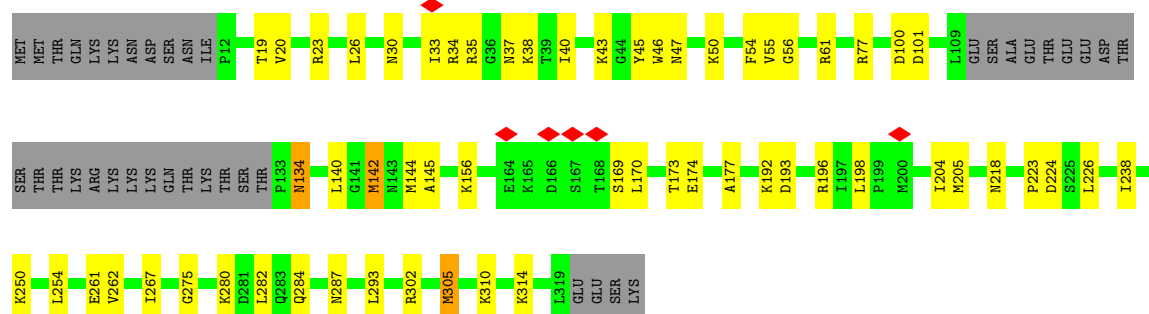 MET MET THR GLN LYS LYS ASN ASP SER ASN ILE P12 T19 V20 R23 L26 N30 I33 R34 R35 G36 N37 K38 T39 I40 K43 G44 Y45 W46 N47 K50 F54 V55 G56 R61 R77 D100 D101 L109 GLU SER ALA GLU THR GLU GLU ASP THR
SER THR THR LYS ARG LYS LYS LYS GLN THR LYS THR SER THR P133 N134 L140 G141 M142 N143 M144 A145 K156 E164 K165 D166 S167 T168 S169 L170 T173 E174 A177 K192 D193 R196 I197 L198 P199 M200 I204 M205 N218 P223 D224 S225 L226 I238
K250 L254 E261 V262 I267 G275 K280 D281 L282 Q283 Q284 N287 L293 R302 M305 K310 K314 L319 GLU GLU SER LYS